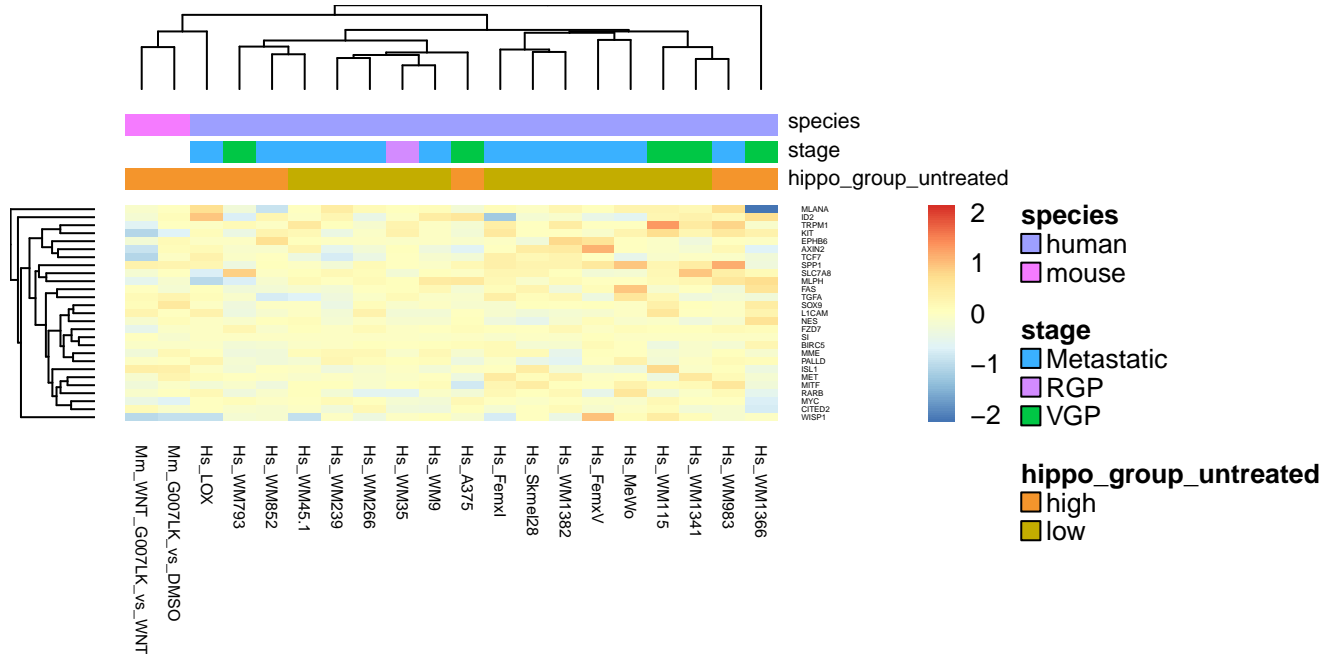 species
stage
hippo_group_untreated
MLANA
ID2
TRPM1
KIT
EPHB6
AXIN2
TCF7
SPP1
SLC7A8
MLPH
FAS
TGFA
SOX9
L1CAM
NES
FZD7
SI
BIRC5
MME
PALLD
ISL1
MET
MITF
RARB
MYC
CITED2
WISP1
Mm_WNT_G007LK_vs_WNT
Mm_G007LK_vs_DMSO
Hs_LOX
Hs_WM793
Hs_WM852
Hs_WM45.1
Hs_WM239
Hs_WM266
Hs_WM35
Hs_WM9
Hs_A375
Hs_FemxI
Hs_Skmel28
Hs_WM1382
Hs_FemxV
Hs_MeWo
Hs_WM115
Hs_WM1341
Hs_WM983
Hs_WM1366
2
1
0
−1
−2
species
human
mouse
stage
Metastatic
RGP
VGP
hippo_group_untreated
high
low